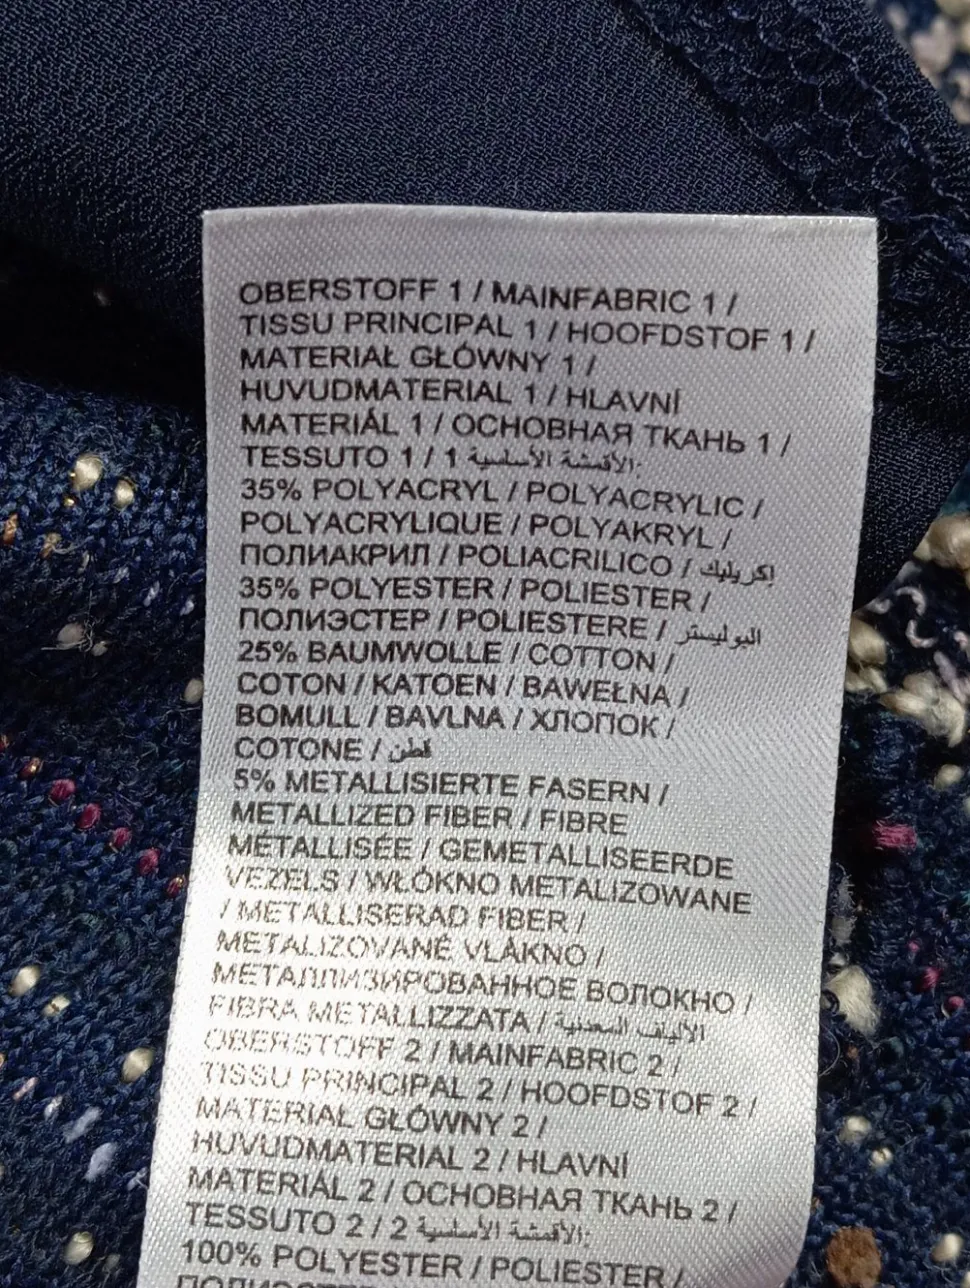 OBERSTOFF 1 / MAINFABRIC 1 /
TISSU PRINCIPAL 1 / HOOFDSTOF 1 /
MATERIAŁ GŁÓWNY 1 /
HUVUDMATERIAL 1 / HLAVNÍ
MATERIÁL 1 / ОСНОВНАЯ ТКАНЬ 1 /
TESSUTO 1 / 1 الأقمشة الأساسية:
35% POLYACRYL / POLYACRYLIC /
POLYACRYLIQUE / POLYAKRYL /
ПОЛИАКРИЛ / POLIACRILICO / اكريليك
35% POLYESTER / POLIESTER /
ПОЛИЭСТЕР / POLIESTERE / البوليستر
25% BAUMWOLLE / COTTON /
COTON / KATOEN / BAWEŁNA /
BOMULL / BAVLNA / ХЛОПОК /
COTONE / قطن
5% METALLISIERTE FASERN /
METALLIZED FIBER / FIBRE
MÉTALLISÉE / GEMETALLISEERDE
VEZELS / WŁÓKNO METALIZOWANE
/ METALLISERAD FIBER /
METALIZOVANÉ VLÁKNO /
МЕТАЛЛИЗИРОВАННОЕ ВОЛОКНО /
FIBRA METALLIZZATA / الألياف المعدنية
OBERSTOFF 2 / MAINFABRIC 2 /
TISSU PRINCIPAL 2 / HOOFDSTOF 2 /
MATERIAŁ GŁÓWNY 2 /
HUVUDMATERIAL 2 / HLAVNÍ
MATERIÁL 2 / ОСНОВНАЯ ТКАНЬ 2 /
TESSUTO 2 / 2 الأقمشة الأساسية:
100% POLYESTER / POLIESTER /
ПОЛИЭСТЕР